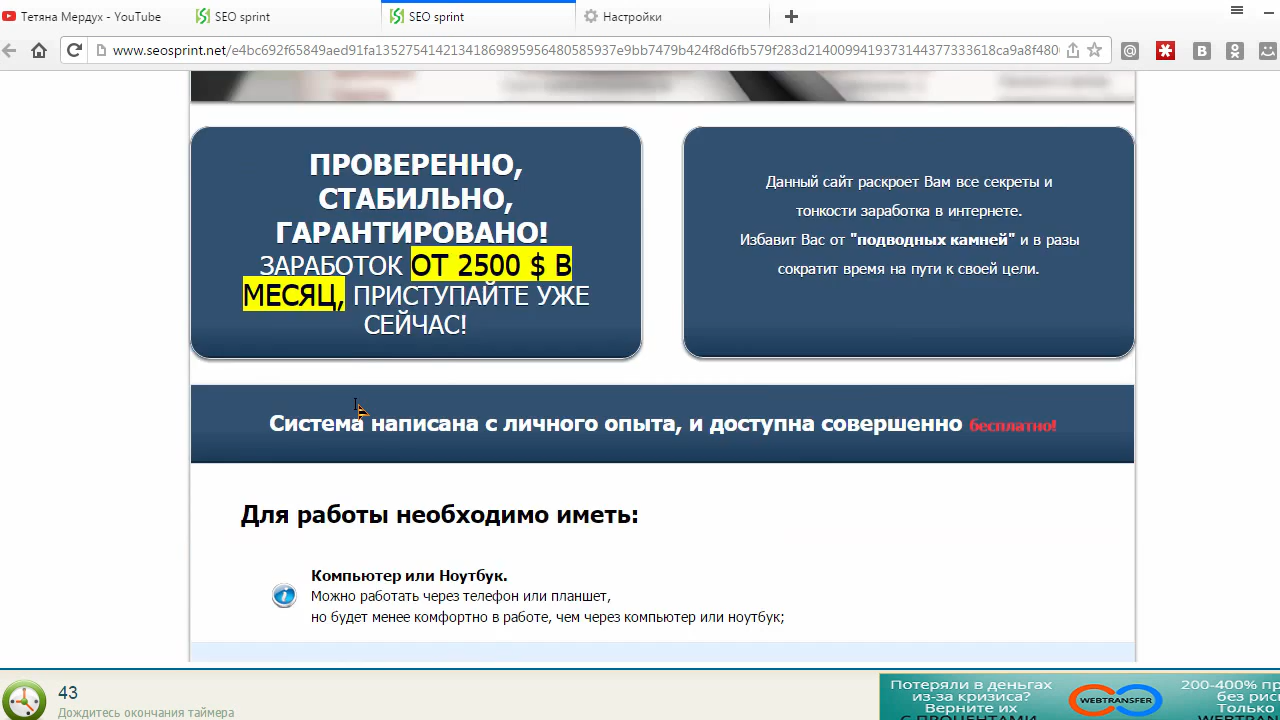 Тетяна Мердух - YouTube
SEO sprint
SEO sprint
Настройки
www.seosprint.net/e4bc692f65849aed91fa1352754142134186989595648058593 7e9bb7479b424f8d6fb579f283d2140099419373144377333618ca9a8f480
ПРОВЕРЕННО,
СТАБИЛЬНО,
ГАРАНТИРОВАНО!
ЗАРАБОТОК ОТ 2500 $ В
МЕСЯЦ, ПРИСТУПАЙТЕ УЖЕ
СЕЙЧАС!
Данный сайт раскроет Вам все секреты и
тонкости заработка в интернете.
Избавит Вас от "подводных камней" и в разы
сократит время на пути к своей цели.
Система написана с личного опыта, и доступна совершенно бесплатно!
Для работы необходимо иметь:
Компьютер или Ноутбук.
Можно работать через телефон или планшет,
но будет менее комфортно в работе, чем через компьютер или ноутбук;
43
Дождитесь окончания таймера
Потеряли в деньгах
из-за кризиса?
Верните их
С ПРОЦЕНТАМИ
WEBTRANSFER
200-400% пр
без рис
Только